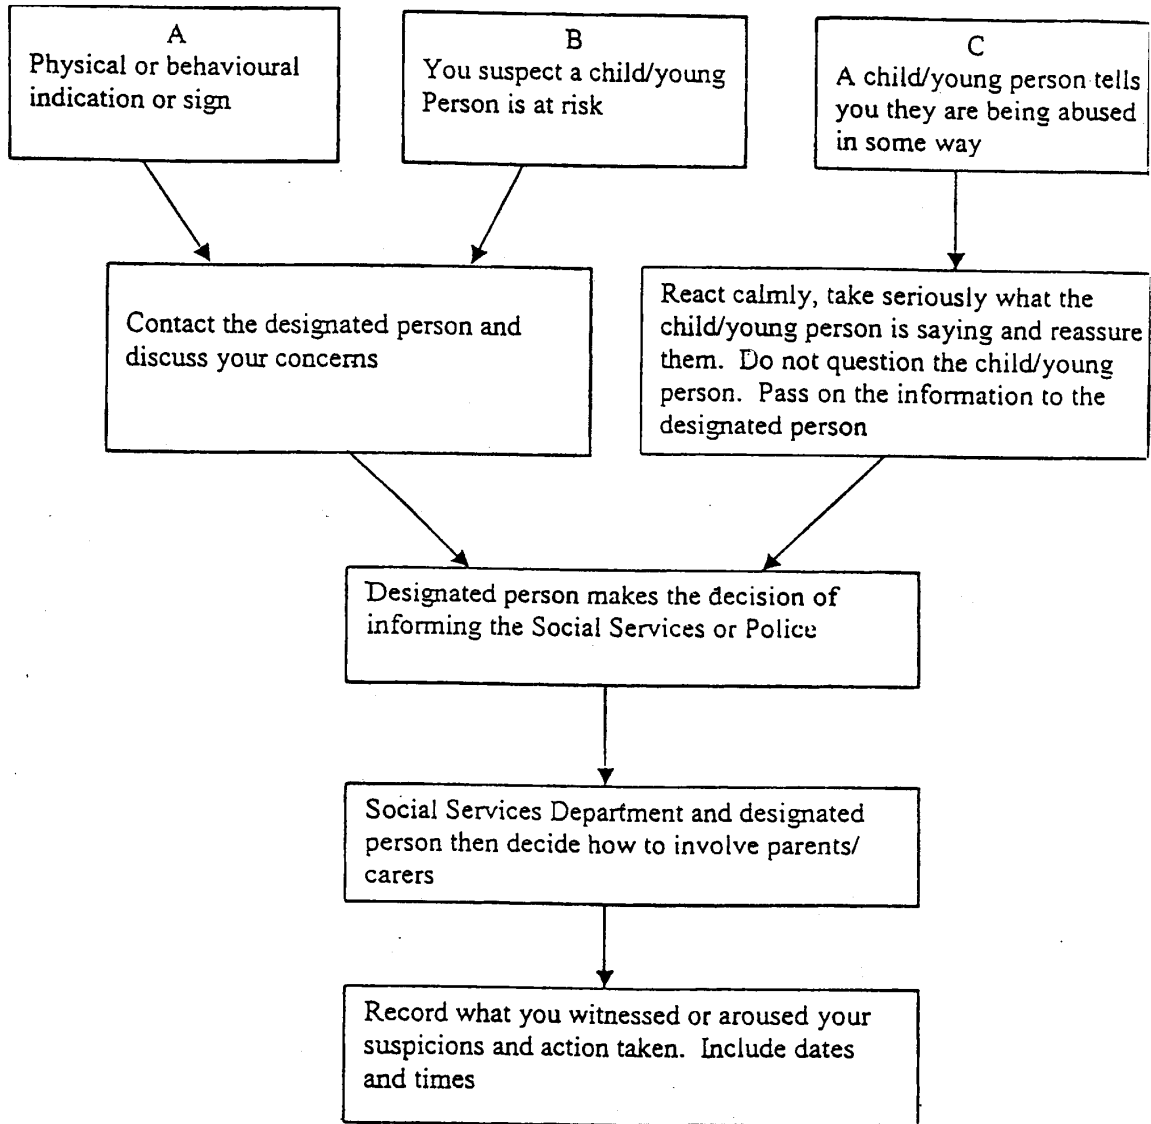 A
Physical or behavioural
indication or sign
B
You suspect a child/young
Person is at risk
C
A child/young person tells
you they are being abused
in some way
Contact the designated person and
discuss your concerns
React calmly, take seriously what the
child/young person is saying and reassure
them. Do not question the child/young
person. Pass on the information to the
designated person
Designated person makes the decision of
informing the Social Services or Police
Social Services Department and designated
person then decide how to involve parents/
carers
Record what you witnessed or aroused your
suspicions and action taken. Include dates
and times